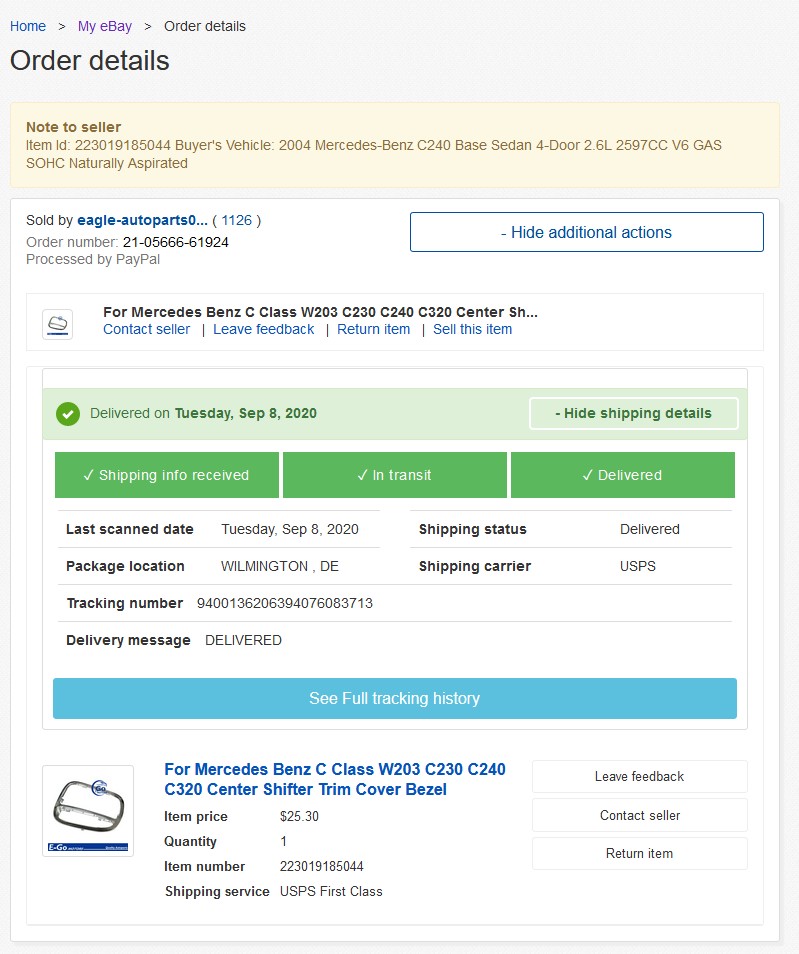 Home > My eBay > Order details
Order details
Note to seller
Item Id: 223019185044 Buyer's Vehicle: 2004 Mercedes-Benz C240 Base Sedan 4-Door 2.6L 2597CC V6 GAS
SOHC Naturally Aspirated
Sold by eagle-autoparts0... ( 1126 )
Order number: 21-05666-61924
Processed by PayPal
- Hide additional actions
For Mercedes Benz C Class W203 C230 C240 C320 Center Sh...
Contact seller | Leave feedback | Return item | Sell this item
Delivered on Tuesday, Sep 8, 2020
- Hide shipping details
✓ Shipping info received
✓ In transit
✓ Delivered
Last scanned date Tuesday, Sep 8, 2020
Shipping status Delivered
Package location WILMINGTON , DE
Shipping carrier USPS
Tracking number 9400136206394076083713
Delivery message DELIVERED
See Full tracking history
E-Go
For Mercedes Benz C Class W203 C230 C240
C320 Center Shifter Trim Cover Bezel
Item price $25.30
Quantity 1
Item number 223019185044
Shipping service USPS First Class
Leave feedback
Contact seller
Return item